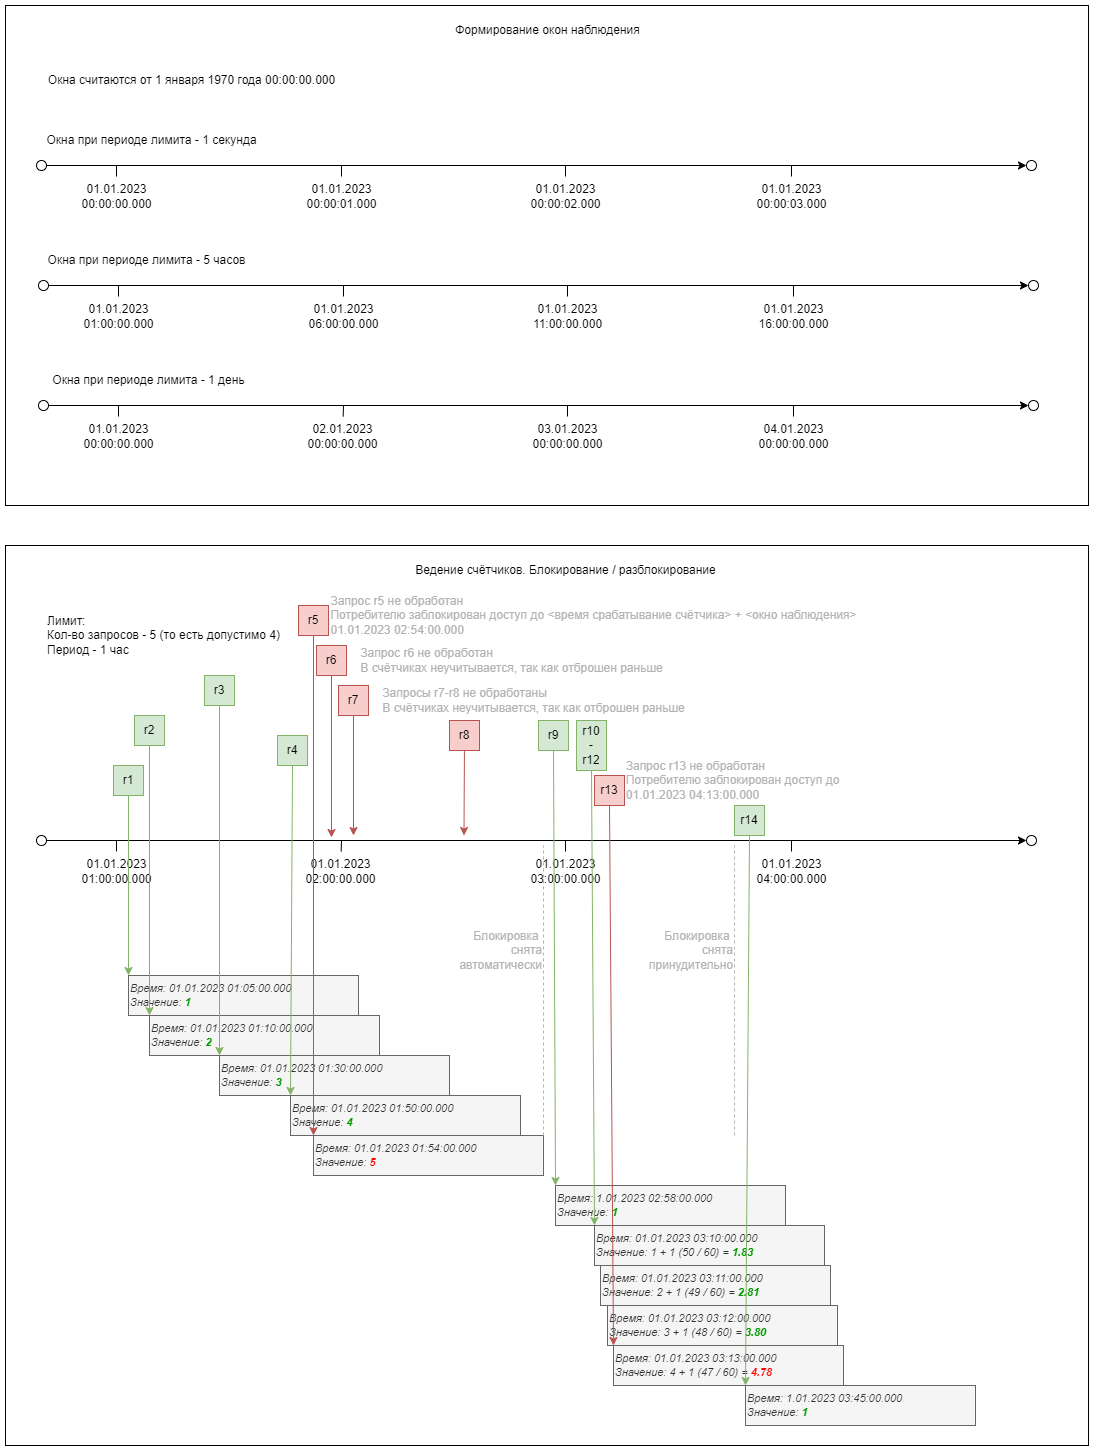 Формирование окон наблюдения
Окна считаются от 1 января 1970 года 00:00:00.000
Окна при периоде лимита - 1 секунда
01.01.2023
00:00:00.000
01.01.2023
00:00:01.000
01.01.2023
00:00:02.000
01.01.2023
00:00:03.000
Окна при периоде лимита - 5 часов
01.01.2023
01:00:00.000
01.01.2023
06:00:00.000
01.01.2023
11:00:00.000
01.01.2023
16:00:00.000
Окна при периоде лимита - 1 день
01.01.2023
00:00:00.000
02.01.2023
00:00:00.000
03.01.2023
00:00:00.000
04.01.2023
00:00:00.000
Ведение счётчиков. Блокирование / разблокирование
Лимит:
Кол-во запросов - 5 (то есть допустимо 4)
Период - 1 час
r5
Запрос r5 не обработан
Потребителю заблокирован доступ до <время срабатывание счётчика> + <окно наблюдения>
01.01.2023 02:54:00.000
r6
Запрос r6 не обработан
В счётчиках неучитывается, так как отброшен раньше
r3
r7
Запросы r7-r8 не обработаны
В счётчиках неучитывается, так как отброшен раньше
r2
r4
r8
r9
r10
-
r12
r1
r13
Запрос r13 не обработан
Потребителю заблокирован доступ до
01.01.2023 04:13:00.000
r14
01.01.2023
01:00:00.000
01.01.2023
02:00:00.000
01.01.2023
03:00:00.000
01.01.2023
04:00:00.000
Блокировка
снята
автоматически
Блокировка
снята
принудительно
Время: 01.01.2023 01:05:00.000
Значение: 1
Время: 01.01.2023 01:10:00.000
Значение: 2
Время: 01.01.2023 01:30:00.000
Значение: 3
Время: 01.01.2023 01:50:00.000
Значение: 4
Время: 01.01.2023 01:54:00.000
Значение: 5
Время: 1.01.2023 02:58:00.000
Значение: 1
Время: 01.01.2023 03:10:00.000
Значение: 1 + 1 (50 / 60) = 1.83
Время: 01.01.2023 03:11:00.000
Значение: 2 + 1 (49 / 60) = 2.81
Время: 01.01.2023 03:12:00.000
Значение: 3 + 1 (48 / 60) = 3.80
Время: 01.01.2023 03:13:00.000
Значение: 4 + 1 (47 / 60) = 4.78
Время: 1.01.2023 03:45:00.000
Значение: 1